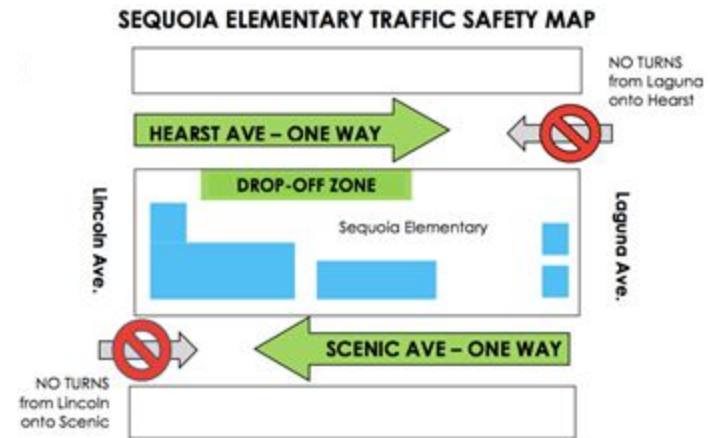 SEQUOIA ELEMENTARY TRAFFIC SAFETY MAP
NO TURNS
from Laguna
onto Hearst
HEARST AVE – ONE WAY
DROP-OFF ZONE
Lincoln Ave.
Sequoia Elementary
Laguna Ave.
SCENIC AVE – ONE WAY
NO TURNS
from Lincoln
onto Scenic